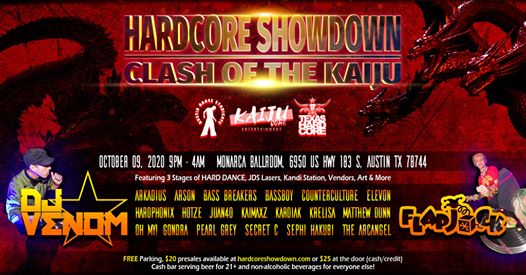 HARDCORE SHOWDOWN
CLASH OF THE KAIJU
KAIJU
CORE
ENTERTAINMENT
TEXAS
HARD
CORE
OCTOBER 09, 2020 9PM - 4AM MONARCA BALLROOM, 6950 US HWY 183 S, AUSTIN TX 78744
Featuring 3 Stages of HARD DANCE, JDS Lasers, Kandi Station, Vendors, Art & More
DJ
VENOM
ARKADIUS ARSON BASS BREAKERS BASSBOY COUNTERCULTURE ELEVON
HARDPHONIX HOTZE JUAN4D KAIMAXZ KARDIAK KRELISA MATTHEW DUNN
OH MY! GONDRA PEARL GREY SECRET C SEPHI HAKUBI THE ARCANGEL
FREE Parking, $20 presales available at hardcoreshowdown.com or $25 at the door (cash/credit)
Cash bar serving beer for 21+ and non-alcoholic beverages for everyone else!